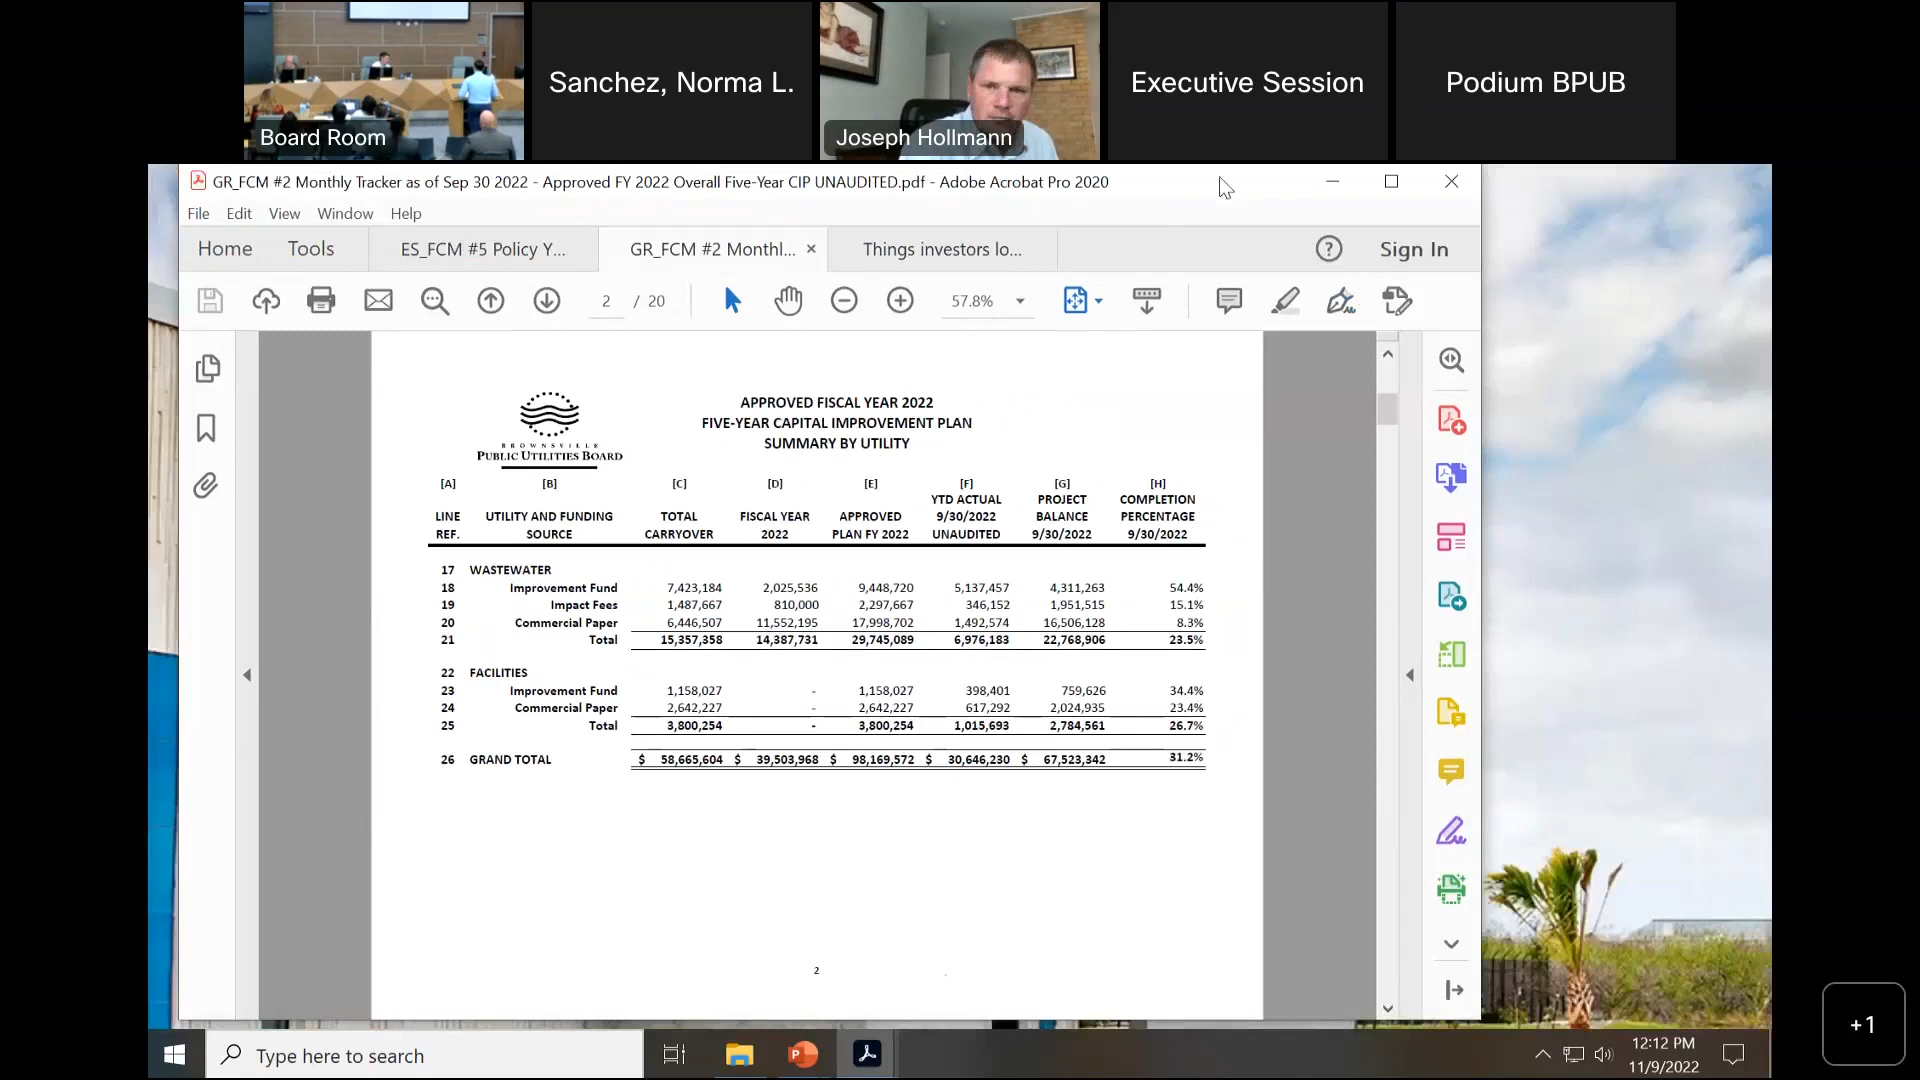 Board Room
Sanchez, Norma L.
Joseph Hollmann
Executive Session
Podium BPUB
GR_FCM #2 Monthly Tracker as of Sep 30 2022 - Approved FY 2022 Overall Five-Year CIP UNAUDITED.pdf - Adobe Acrobat Pro 2020
File Edit View Window Help
Home Tools ES_FCM #5 Policy Y... GR_FCM #2 Monthl... × Things investors lo... ? Sign In
2 / 20 57.8%
APPROVED FISCAL YEAR 2022
FIVE-YEAR CAPITAL IMPROVEMENT PLAN
SUMMARY BY UTILITY
BROWNSVILLE
PUBLIC UTILITIES BOARD
[A] [B] [C] [D] [E] [F] [G] [H]
YTD ACTUAL PROJECT COMPLETION
LINE UTILITY AND FUNDING TOTAL FISCAL YEAR APPROVED 9/30/2022 BALANCE PERCENTAGE
REF. SOURCE CARRYOVER 2022 PLAN FY 2022 UNAUDITED 9/30/2022 9/30/2022
17 WASTEWATER
18 Improvement Fund 7,423,184 2,025,536 9,448,720 5,137,457 4,311,263 54.4%
19 Impact Fees 1,487,667 810,000 2,297,667 346,152 1,951,515 15.1%
20 Commercial Paper 6,446,507 11,552,195 17,998,702 1,492,574 16,506,128 8.3%
21 Total 15,357,358 14,387,731 29,745,089 6,976,183 22,768,906 23.5%
22 FACILITIES
23 Improvement Fund 1,158,027 - 1,158,027 398,401 759,626 34.4%
24 Commercial Paper 2,642,227 - 2,642,227 617,292 2,024,935 23.4%
25 Total 3,800,254 - 3,800,254 1,015,693 2,784,561 26.7%
26 GRAND TOTAL $ 58,665,604 $ 39,503,968 $ 98,169,572 $ 30,646,230 $ 67,523,342 31.2%
2
+1
Type here to search
12:12 PM
11/9/2022